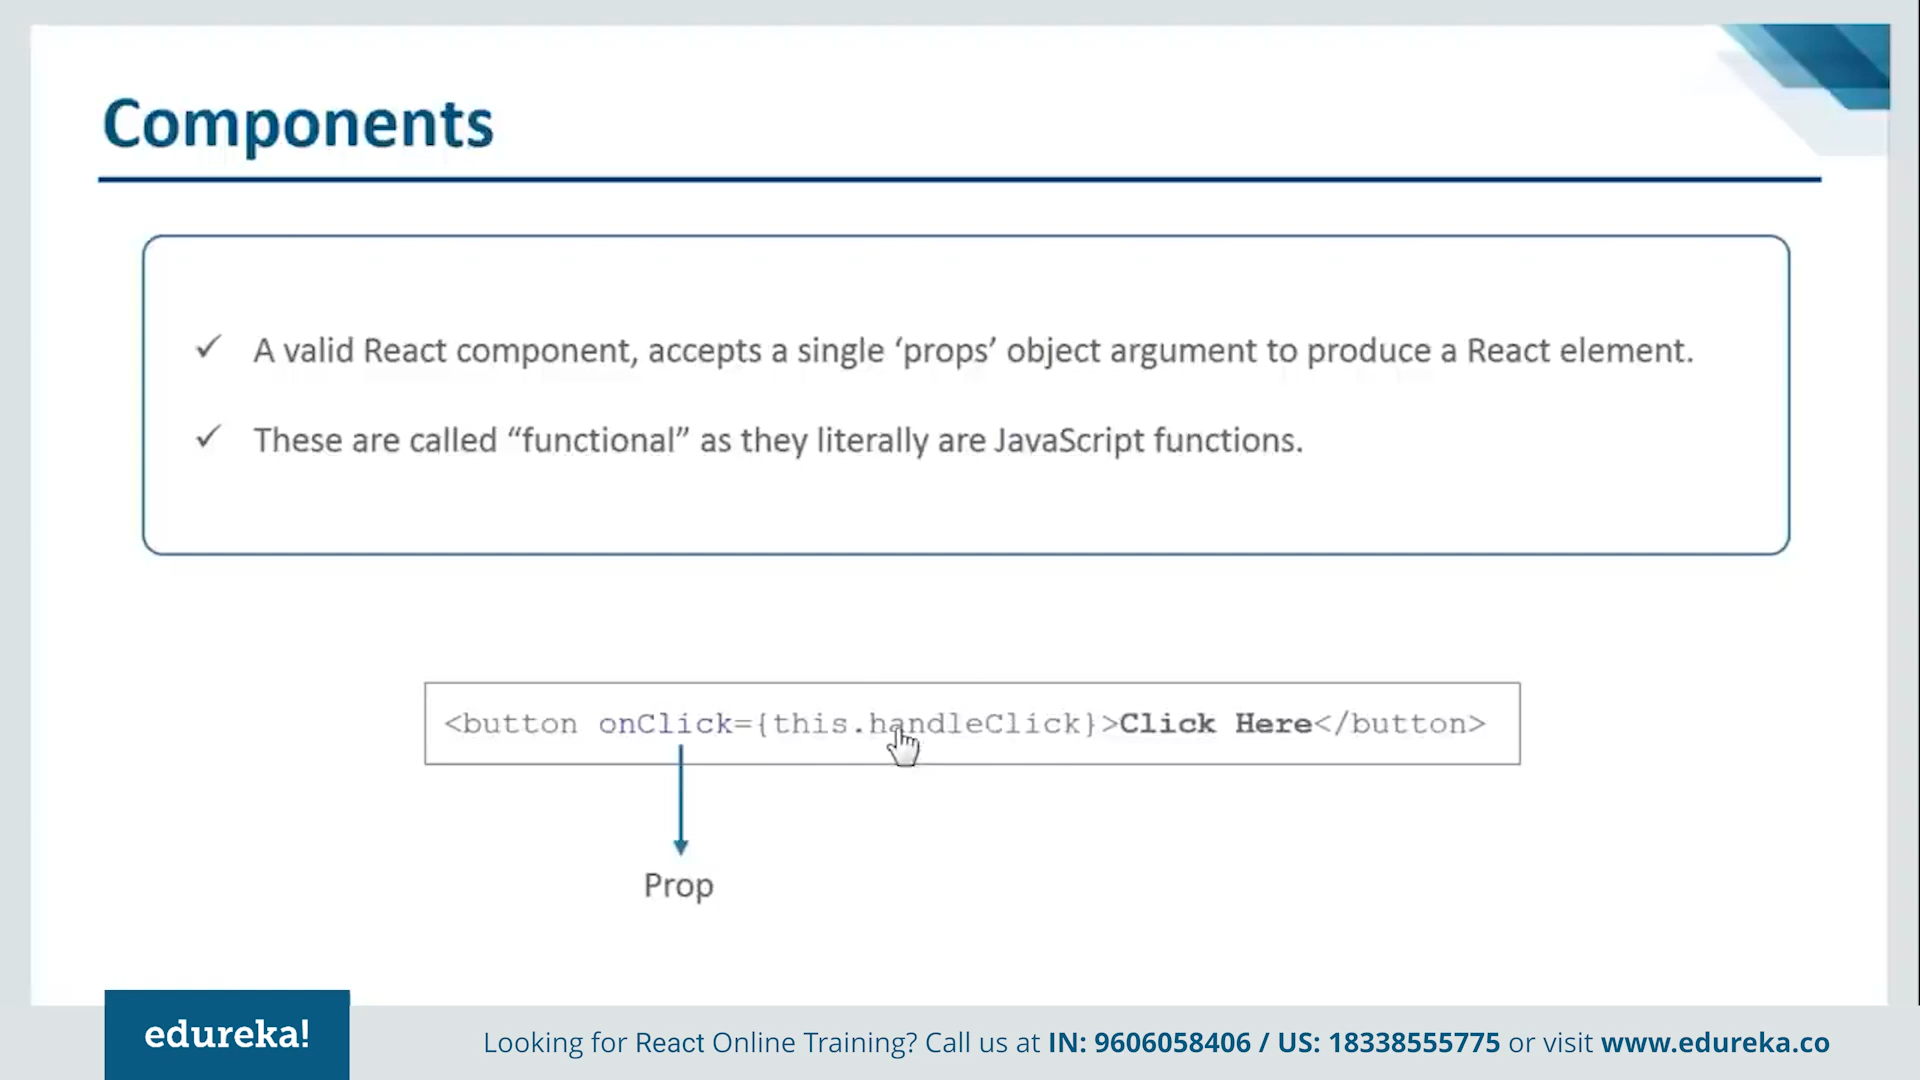 Components
✓ A valid React component, accepts a single ‘props’ object argument to produce a React element.
✓ These are called “functional” as they literally are JavaScript functions.
<button onClick={this.handleClick}>Click Here</button>
Prop
edureka!
Looking for React Online Training? Call us at IN: 9606058406 / US: 18338555775 or visit www.edureka.co